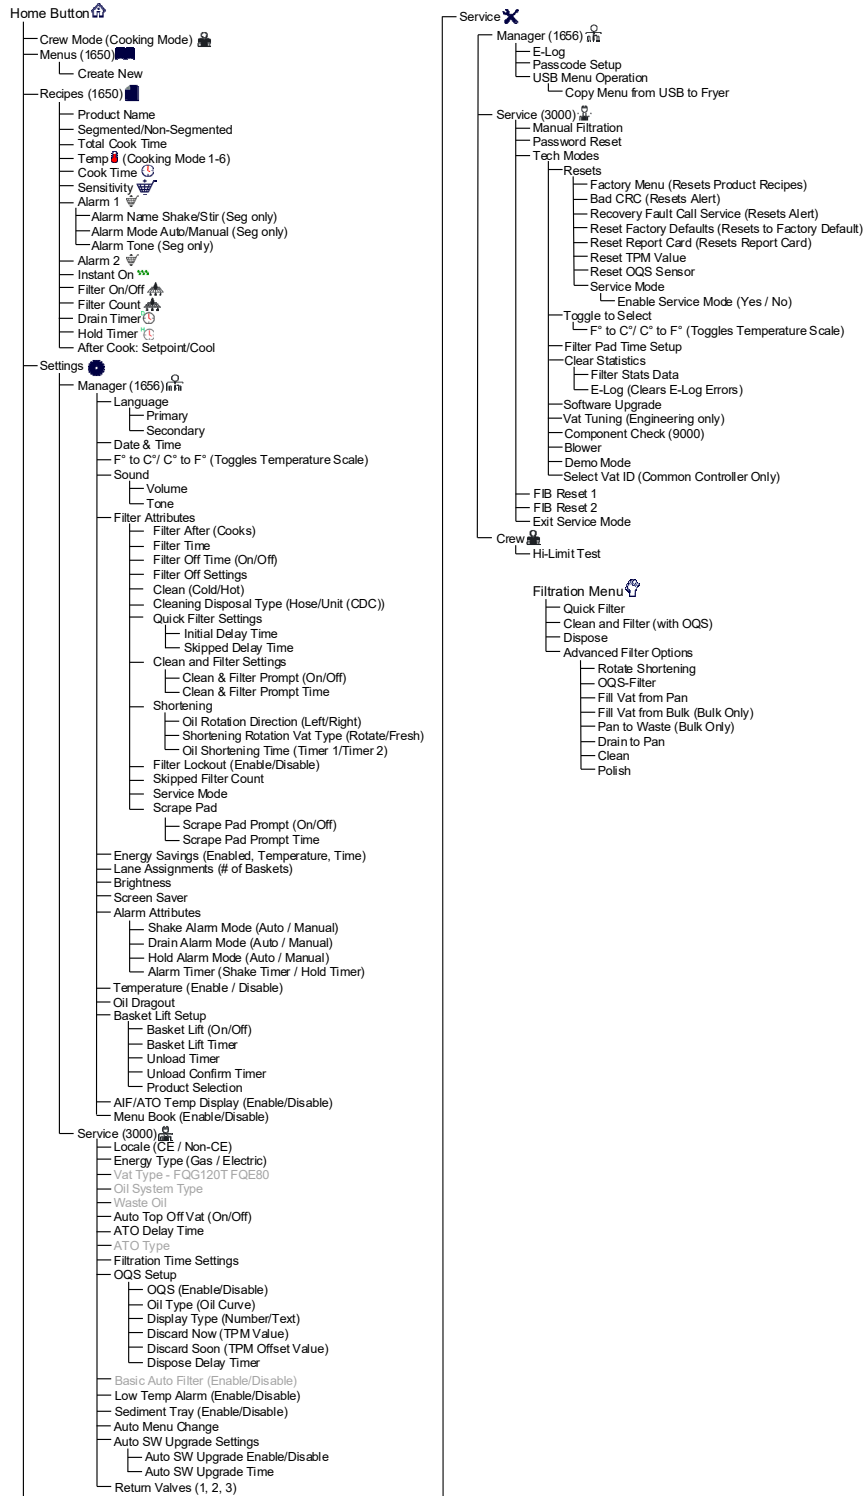 Home Button
Crew Mode (Cooking Mode)
Menus (1650)
Create New
Recipes (1650)
Product Name
Segmented/Non-Segmented
Total Cook Time
Temp (Cooking Mode 1-6)
Cook Time
Sensitivity
Alarm 1
Alarm Name Shake/Stir (Seg only)
Alarm Mode Auto/Manual (Seg only)
Alarm Tone (Seg only)
Alarm 2
Instant On
Filter On/Off
Filter Count
Drain Timer
Hold Timer
After Cook: Setpoint/Cool
Settings
Manager (1656)
Language
Primary
Secondary
Date & Time
F° to C°/ C° to F° (Toggles Temperature Scale)
Sound
Volume
Tone
Filter Attributes
Filter After (Cooks)
Filter Time
Filter Off Time (On/Off)
Filter Off Settings
Clean (Cold/Hot)
Cleaning Disposal Type (Hose/Unit (CDC))
Quick Filter Settings
Initial Delay Time
Skipped Delay Time
Clean and Filter Settings
Clean & Filter Prompt (On/Off)
Clean & Filter Prompt Time
Shortening
Oil Rotation Direction (Left/Right)
Shortening Rotation Vat Type (Rotate/Fresh)
Oil Shortening Time (Timer 1/Timer 2)
Filter Lockout (Enable/Disable)
Skipped Filter Count
Service Mode
Scrape Pad
Scrape Pad Prompt (On/Off)
Scrape Pad Prompt Time
Energy Savings (Enabled, Temperature, Time)
Lane Assignments (# of Baskets)
Brightness
Screen Saver
Alarm Attributes
Shake Alarm Mode (Auto / Manual)
Drain Alarm Mode (Auto / Manual)
Hold Alarm Mode (Auto / Manual)
Alarm Timer (Shake Timer / Hold Timer)
Temperature (Enable / Disable)
Oil Dragout
Basket Lift Setup
Basket Lift (On/Off)
Basket Lift Timer
Unload Timer
Unload Confirm Timer
Product Selection
AIF/ATO Temp Display (Enable/Disable)
Menu Book (Enable/Disable)
Service (3000)
Locale (CE / Non-CE)
Energy Type (Gas / Electric)
Vat Type - FQG120T FQE80
Oil System Type
Waste Oil
Auto Top Off Vat (On/Off)
ATO Delay Time
ATO Type
Filtration Time Settings
OQS Setup
OQS (Enable/Disable)
Oil Type (Oil Curve)
Display Type (Number/Text)
Discard Now (TPM Value)
Discard Soon (TPM Offset Value)
Dispose Delay Timer
Basic Auto Filter (Enable/Disable)
Low Temp Alarm (Enable/Disable)
Sediment Tray (Enable/Disable)
Auto Menu Change
Auto SW Upgrade Settings
Auto SW Upgrade Enable/Disable
Auto SW Upgrade Time
Return Valves (1, 2, 3)
Service
Manager (1656)
E-Log
Passcode Setup
USB Menu Operation
Copy Menu from USB to Fryer
Service (3000)
Manual Filtration
Password Reset
Tech Modes
Resets
Factory Menu (Resets Product Recipes)
Bad CRC (Resets Alert)
Recovery Fault Call Service (Resets Alert)
Reset Factory Defaults (Resets to Factory Default)
Reset Report Card (Resets Report Card)
Reset TPM Value
Reset OQS Sensor
Service Mode
Enable Service Mode (Yes / No)
Toggle to Select
F° to C°/ C° to F° (Toggles Temperature Scale)
Filter Pad Time Setup
Clear Statistics
Filter Stats Data
E-Log (Clears E-Log Errors)
Software Upgrade
Vat Tuning (Engineering only)
Component Check (9000)
Blower
Demo Mode
Select Vat ID (Common Controller Only)
FIB Reset 1
FIB Reset 2
Exit Service Mode
Crew
Hi-Limit Test
Filtration Menu
Quick Filter
Clean and Filter (with OQS)
Dispose
Advanced Filter Options
Rotate Shortening
OQS-Filter
Fill Vat from Pan
Fill Vat from Bulk (Bulk Only)
Pan to Waste (Bulk Only)
Drain to Pan
Clean
Polish